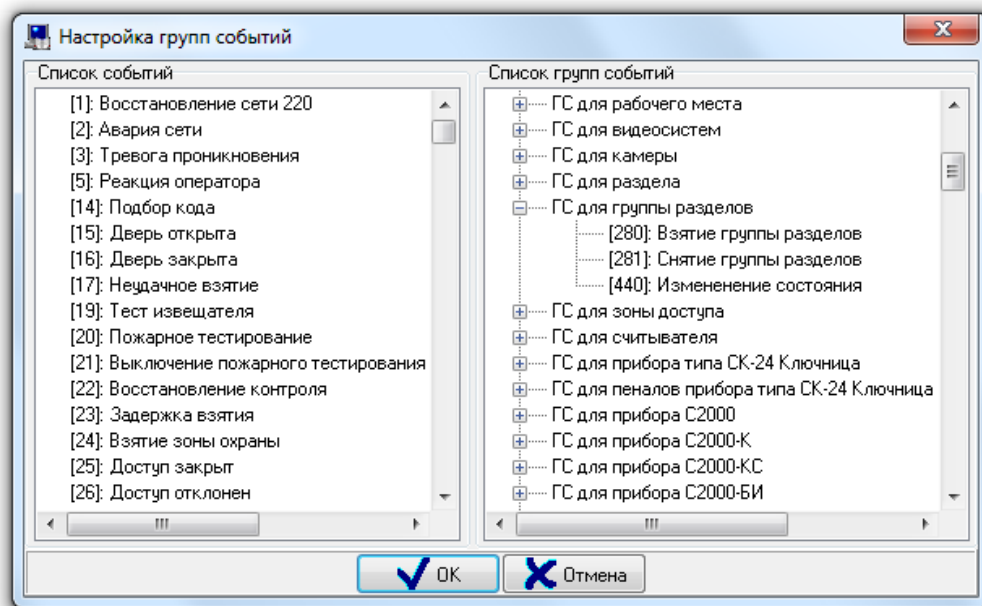 Настройка групп событий
Список событий
[1]: Восстановление сети 220
[2]: Авария сети
[3]: Тревога проникновения
[5]: Реакция оператора
[14]: Подбор кода
[15]: Дверь открыта
[16]: Дверь закрыта
[17]: Неудачное взятие
[19]: Тест извещателя
[20]: Пожарное тестирование
[21]: Выключение пожарного тестирования
[22]: Восстановление контроля
[23]: Задержка взятия
[24]: Взятие зоны охраны
[25]: Доступ закрыт
[26]: Доступ отклонен
Список групп событий
ГС для рабочего места
ГС для видеосистем
ГС для камеры
ГС для раздела
ГС для группы разделов
[280]: Взятие группы разделов
[281]: Снятие группы разделов
[440]: Измененение состояния
ГС для зоны доступа
ГС для считывателя
ГС для прибора типа СК-24 Ключница
ГС для пеналов прибора типа СК-24 Ключница
ГС для прибора С2000
ГС для прибора С2000-К
ГС для прибора С2000-КС
ГС для прибора С2000-БИ
OK
Отмена